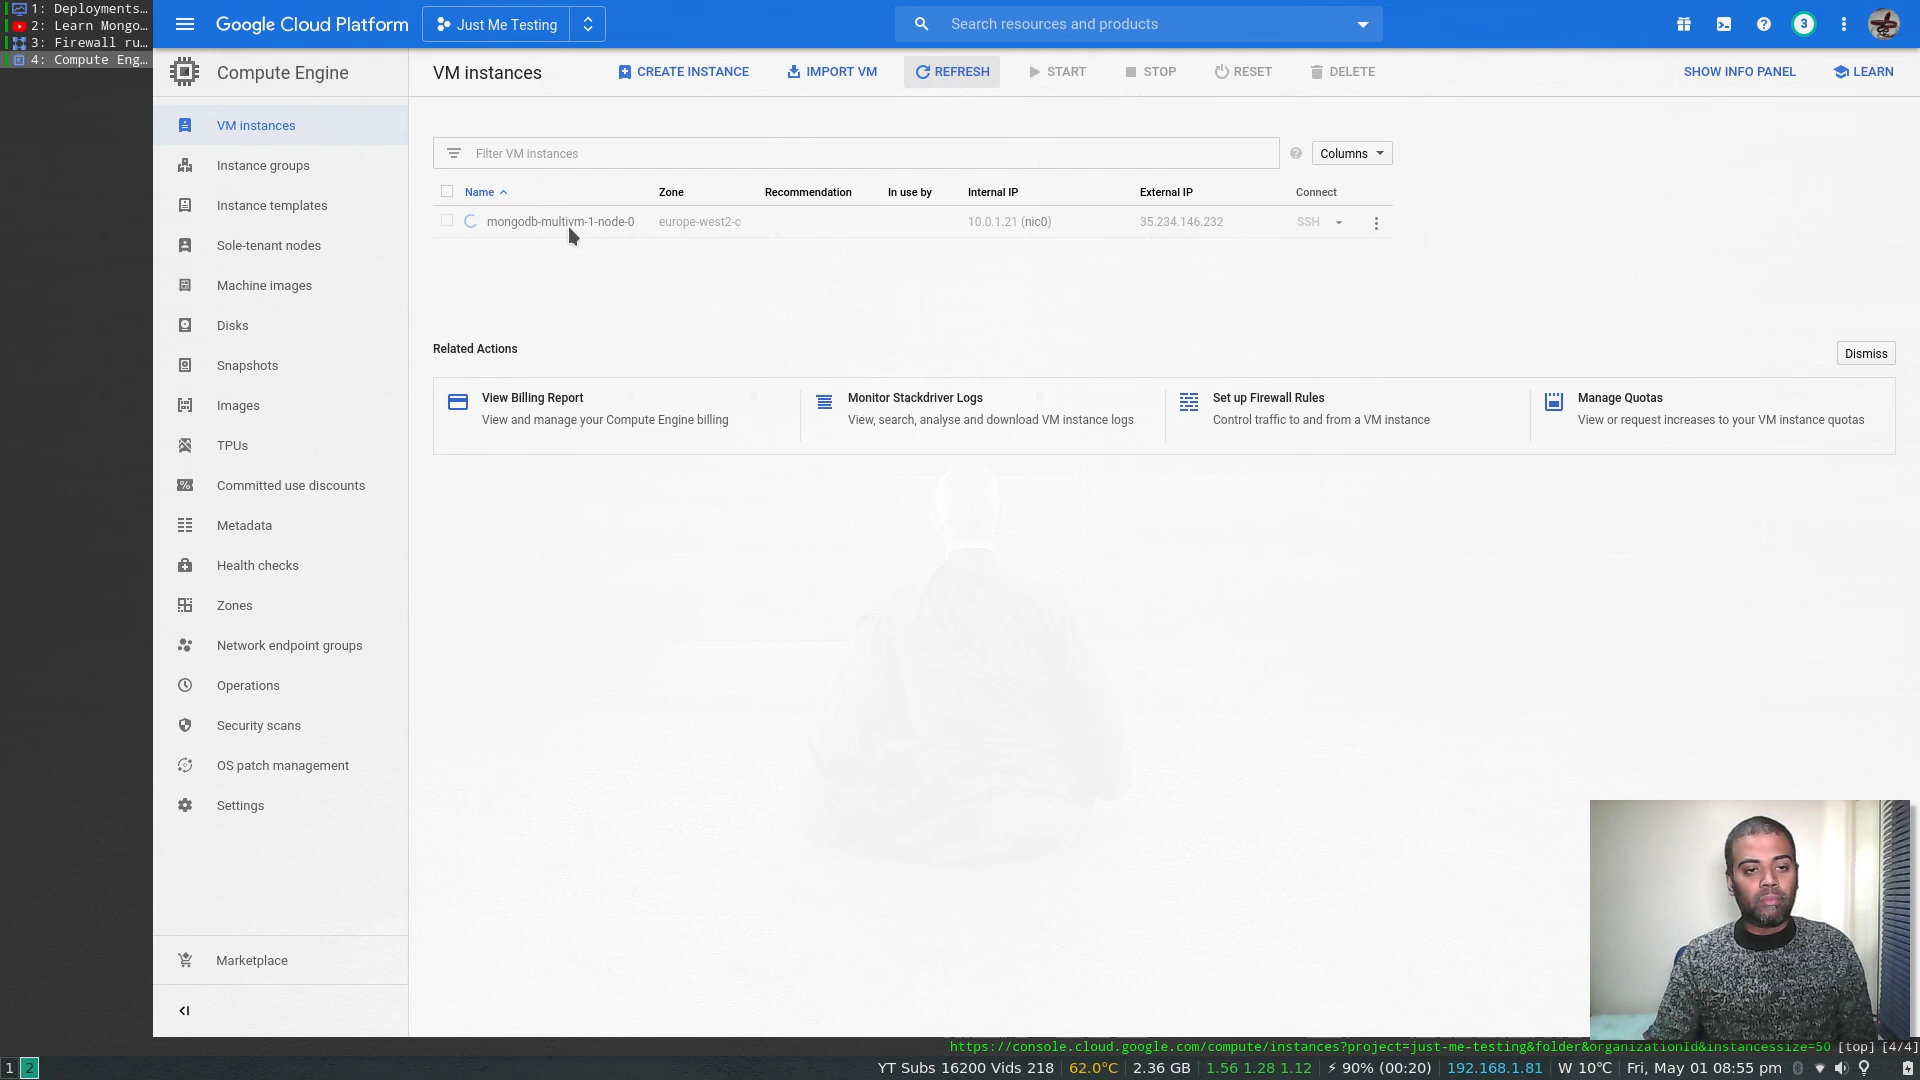 1: Deployments…
2: Learn Mongo…
3: Firewall ru…
4: Compute Eng…
Google Cloud Platform
Just Me Testing
Search resources and products
3
Compute Engine
VM instances
CREATE INSTANCE
IMPORT VM
REFRESH
START
STOP
RESET
DELETE
SHOW INFO PANEL
LEARN
VM instances
Instance groups
Instance templates
Sole-tenant nodes
Machine images
Disks
Snapshots
Images
TPUs
Committed use discounts
Metadata
Health checks
Zones
Network endpoint groups
Operations
Security scans
OS patch management
Settings
Marketplace
Filter VM instances
Columns
Name Zone Recommendation In use by Internal IP External IP Connect
mongodb-multivm-1-node-0 europe-west2-c 10.0.1.21 (nic0) 35.234.146.232 SSH
Related Actions
Dismiss
View Billing Report
View and manage your Compute Engine billing
Monitor Stackdriver Logs
View, search, analyse and download VM instance logs
Set up Firewall Rules
Control traffic to and from a VM instance
Manage Quotas
View or request increases to your VM instance quotas
https://console.cloud.google.com/compute/instances?project=just-me-testing&folder&organizationId&instancessize=50 [top] [4/4]
1 2
YT Subs 16200 Vids 218 62.0°C 2.36 GB 1.56 1.28 1.12 ⚡ 90% (00:20) 192.168.1.81 W 10°C Fri, May 01 08:55 pm